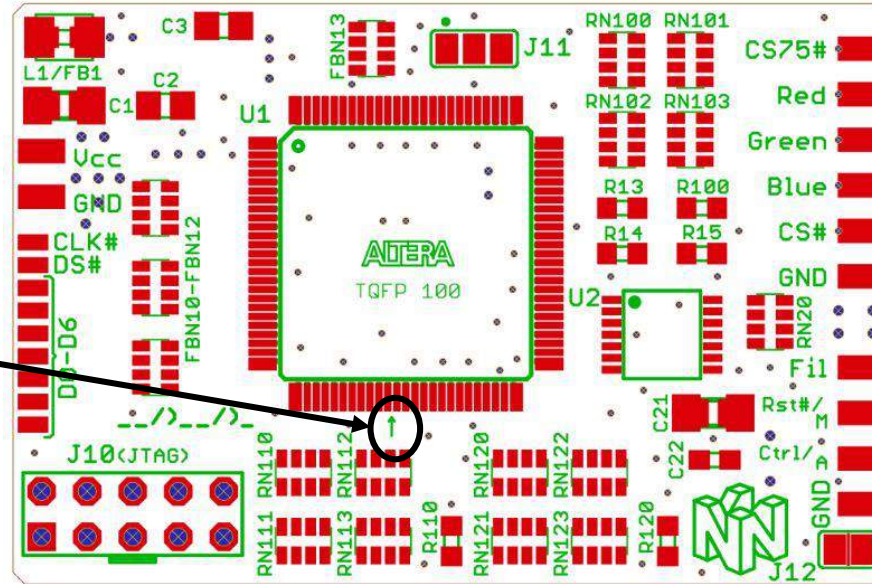 C3
FBN13
J11
RN100 RN101
CS75#
L1/FB1
C1
C2
U1
RN102 RN103
Red
Green
Vcc
GND
R13 R100
Blue
CLK#
DS#
R14 R15
CS#
ALTERA
TQFP 100
U2
GND
D0-D6
FBN10-FBN12
RN20
Fil
__/)__/)_
C21
Rst#/M
C22
Ctrl/A
J10(JTAG)
RN110 RN112 RN120 RN122
GND
RN111 RN113 R110 RN121 RN123 R120
J12